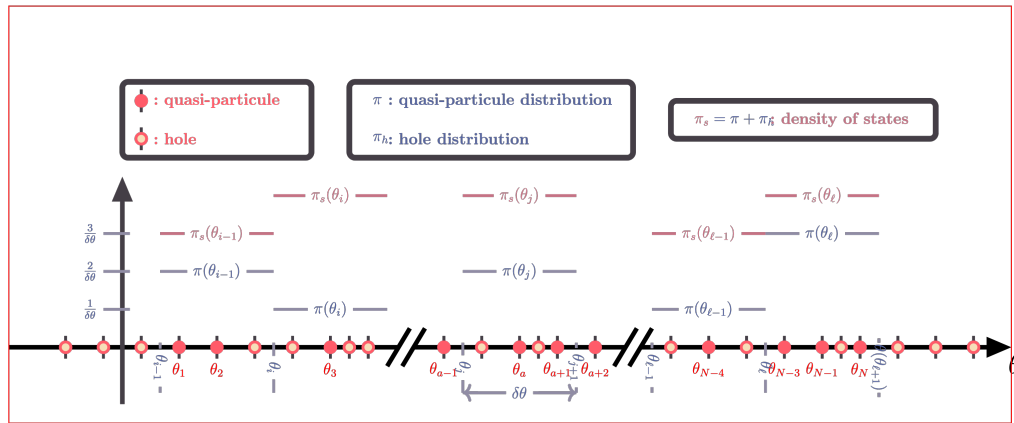 : quasi-particule
: hole
π : quasi-particule distribution
π_h: hole distribution
π_s = π + π_h: density of states
π_s(θ_i) π_s(θ_j) π_s(θ_ℓ)
3/δθ π_s(θ_{i−1}) π_s(θ_{ℓ−1}) π(θ_ℓ)
2/δθ π(θ_{i−1}) π(θ_j)
1/δθ π(θ_i) π(θ_{ℓ−1})
θ
θ_{i−1} θ_i θ_j θ_{j+1} θ_{ℓ−1} θ_ℓ θ(θ_{ℓ+1})
θ_1 θ_2 θ_3 θ_{a−1} θ_a θ_{a+1} θ_{a+2} θ_{N−4} θ_{N−3} θ_{N−1} θ_N
δθ